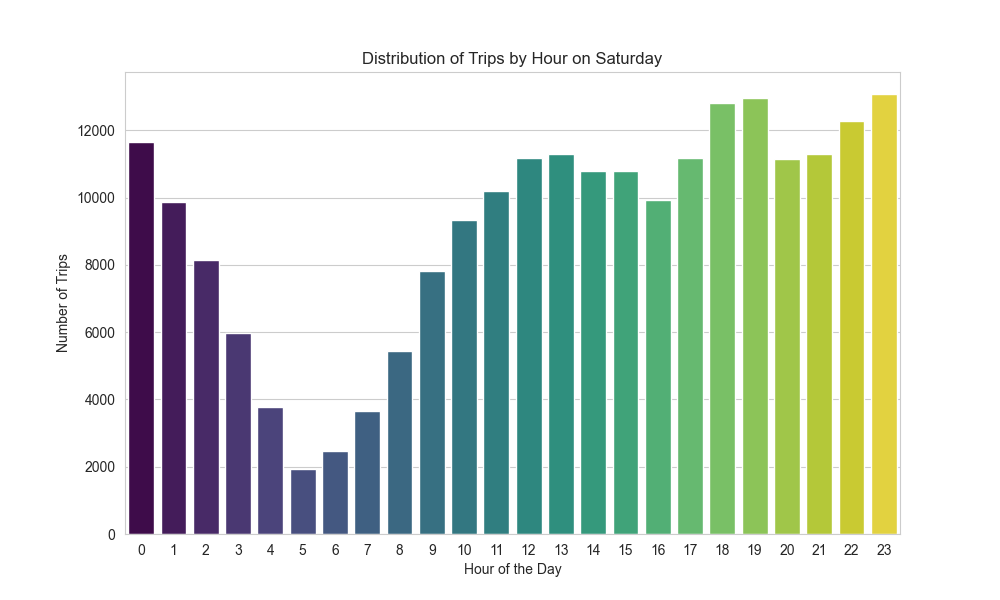 Distribution of Trips by Hour on Saturday
Number of Trips
12000
10000
8000
6000
4000
2000
0
0 1 2 3 4 5 6 7 8 9 10 11 12 13 14 15 16 17 18 19 20 21 22 23
Hour of the Day